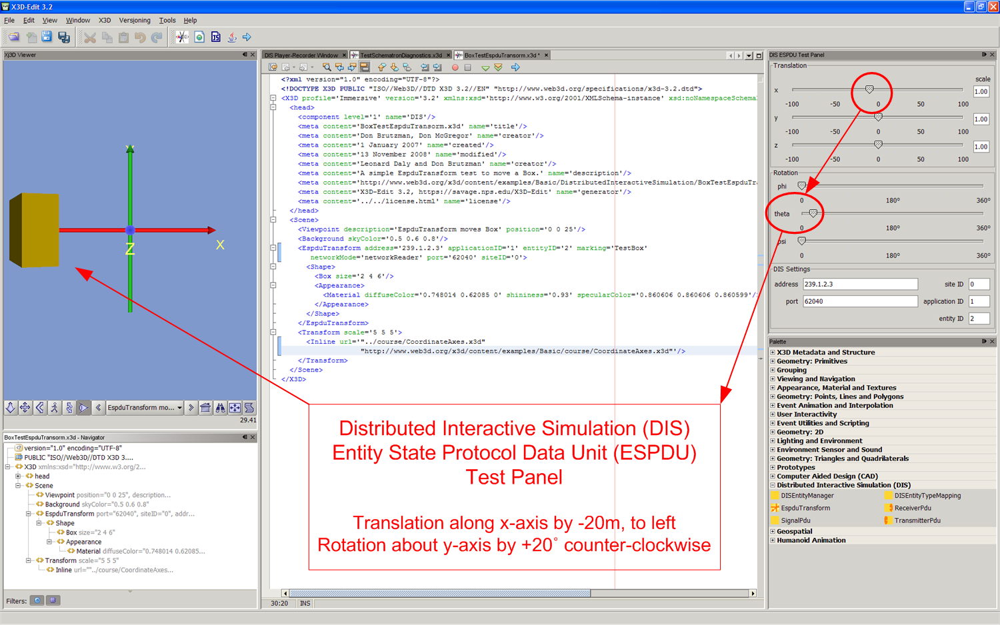 X3D-Edit 3.2
File Edit View Window X3D Versioning Tools Help
Xj3D Viewer
X
Z
EspduTransform mo...
29.41
BoxTestEspduTransorm.x3d - Navigator
version="1.0" encoding="UTF-8"
PUBLIC "ISO//Web3D//DTD X3D 3....
X3D xmlns:xsd="http://www.w3.org/2...
head
Scene
Viewpoint position="0 0 25", description...
Background skyColor="0.5 0.6 0.8"
EspduTransform port="62040", siteID="0", addr...
Shape
Box size="2 4 6"
Appearance
Material diffuseColor="0.748014 0.62085...
Transform scale="5 5 5"
Inline url=""../course/CoordinateAxes...
Filters:
DIS Player-Recorder Window TestSchematronDiagnostics.x3d BoxTestEspduTransorm.x3d *
<?xml version="1.0" encoding="UTF-8"?>
<!DOCTYPE X3D PUBLIC "ISO//Web3D//DTD X3D 3.2//EN" "http://www.web3d.org/specifications/x3d-3.2.dtd">
<X3D profile='Immersive' version='3.2' xmlns:xsd='http://www.w3.org/2001/XMLSchema-instance' xsd:noNamespaceSchemal
<head>
<component level='1' name='DIS'/>
<meta content='BoxTestEspduTransorm.x3d' name='title'/>
<meta content='Don Brutzman, Don McGregor' name='creator'/>
<meta content='1 January 2007' name='created'/>
<meta content='13 November 2008' name='modified'/>
<meta content='Leonard Daly and Don Brutzman' name='creator'/>
<meta content='A simple EspduTransform test to move a Box.' name='description'/>
<meta content='http://www.web3d.org/x3d/content/examples/Basic/DistributedInteractiveSimulation/BoxTestEspduTra
<meta content='X3D-Edit 3.2, https://savage.nps.edu/X3D-Edit' name='generator'/>
<meta content='../../license.html' name='license'/>
</head>
<Scene>
<Viewpoint description='EspduTransform moves Box' position='0 0 25'/>
<Background skyColor='0.5 0.6 0.8'/>
<EspduTransform address='239.1.2.3' applicationID='1' entityID='2' marking='TestBox'
networkMode='networkReader' port='62040' siteID='0'>
<Shape>
<Box size='2 4 6'/>
<Appearance>
<Material diffuseColor='0.748014 0.62085 0' shininess='0.93' specularColor='0.860606 0.860606 0.860599'/
</Appearance>
</Shape>
</EspduTransform>
<Transform scale='5 5 5'>
<Inline url='"../course/CoordinateAxes.x3d"
"http://www.web3d.org/x3d/content/examples/Basic/course/CoordinateAxes.x3d"'/>
</Transform>
</Scene>
</X3D>
Distributed Interactive Simulation (DIS)
Entity State Protocol Data Unit (ESPDU)
Test Panel
Translation along x-axis by -20m, to left
Rotation about y-axis by +20° counter-clockwise
30:20 INS
DIS ESPDU Test Panel
Translation
scale
x 1.00
-100 -50 0 50 100
y 1.00
-100 -50 0 50 100
z 1.00
-100 -50 0 50 100
Rotation
phi
0 180° 360°
theta
0 180° 360°
psi
0 180° 360°
DIS Settings
address 239.1.2.3 site ID 0
port 62040 application ID 1
entity ID 2
Palette
X3D Metadata and Structure
Geometry: Primitives
Grouping
Viewing and Navigation
Appearance, Material and Textures
Geometry: Points, Lines and Polygons
Event Animation and Interpolation
User Interactivity
Event Utilities and Scripting
Geometry: 2D
Lighting and Environment
Environment Sensor and Sound
Geometry: Triangles and Quadrilaterals
Prototypes
Computer Aided Design (CAD)
Distributed Interactive Simulation (DIS)
DISEntityManager DISEntityTypeMapping
EspduTransform ReceiverPdu
SignalPdu TransmitterPdu
Geospatial
Humanoid Animation